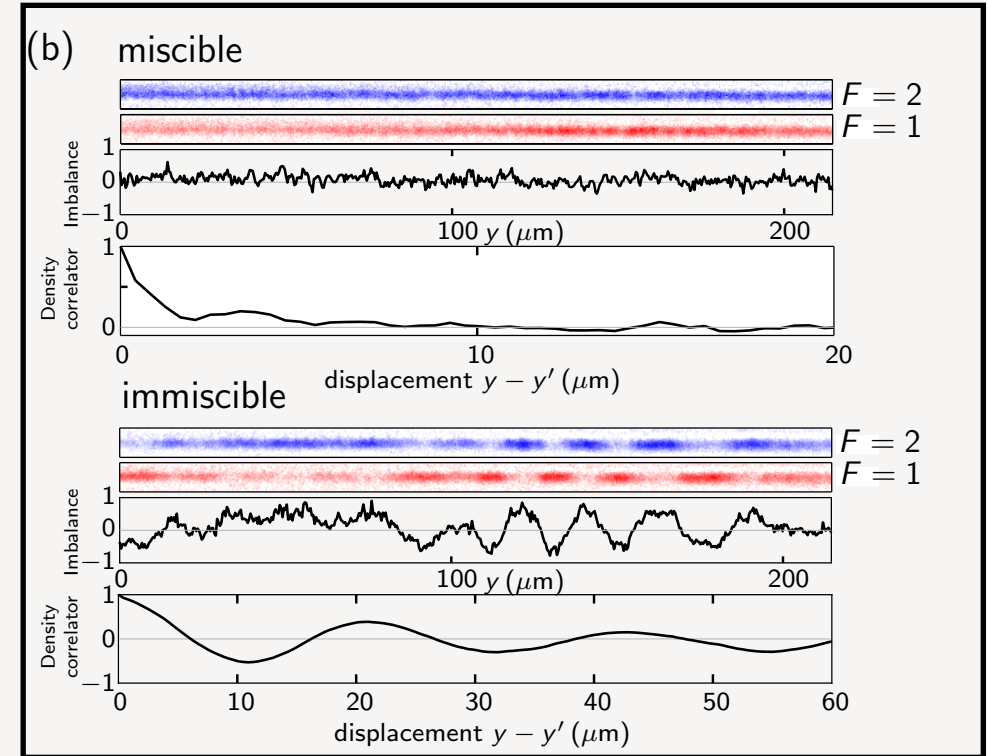 (b) miscible
F = 2
F = 1
Imbalance
1
0
−1
0 100 y (μm) 200
Density
correlator
1
0
0 10 20
displacement y − y′ (μm)
immiscible
F = 2
F = 1
Imbalance
1
0
−1
0 100 y (μm) 200
Density
correlator
1
0
−1
0 10 20 30 40 50 60
displacement y − y′ (μm)